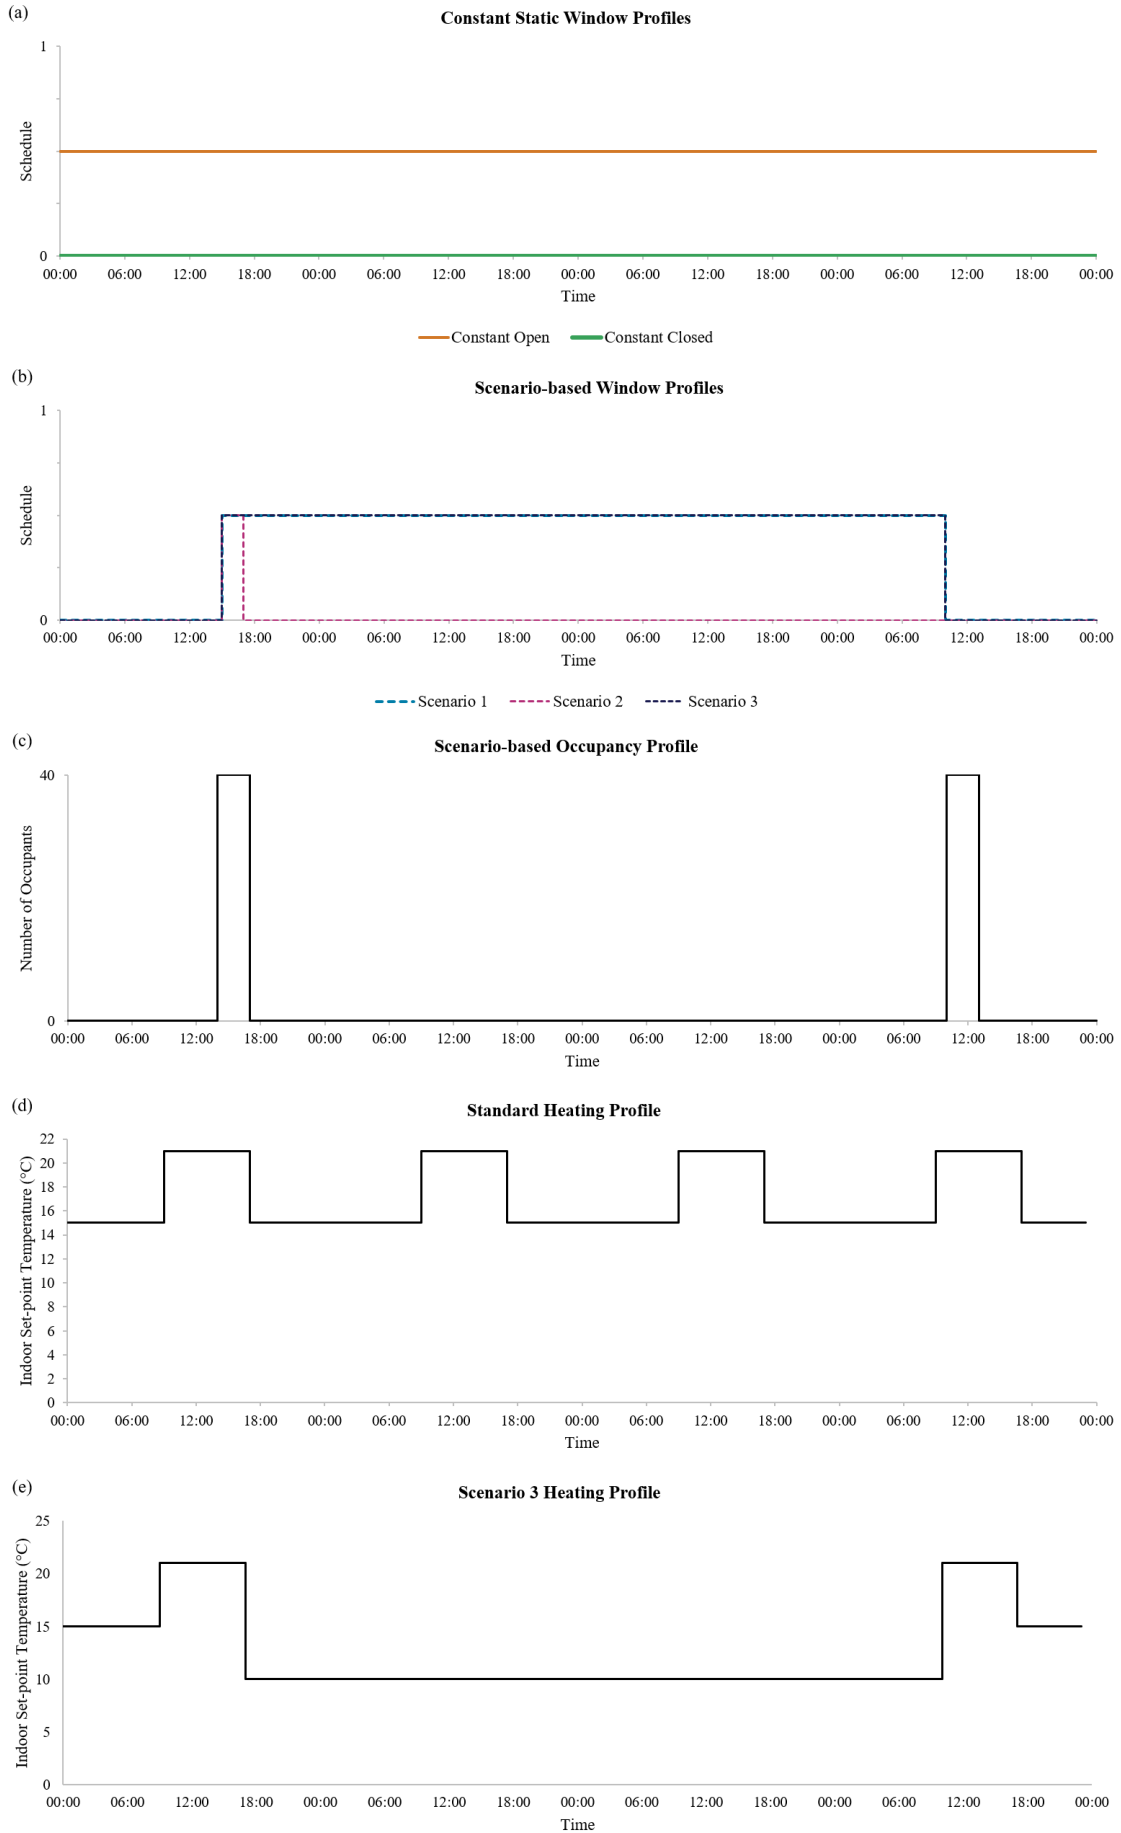 (a)
Constant Static Window Profiles
1
Schedule
0
00:00 06:00 12:00 18:00 00:00 06:00 12:00 18:00 00:00 06:00 12:00 18:00 00:00 06:00 12:00 18:00 00:00
Time
Constant Open Constant Closed
(b)
Scenario-based Window Profiles
1
Schedule
0
00:00 06:00 12:00 18:00 00:00 06:00 12:00 18:00 00:00 06:00 12:00 18:00 00:00 06:00 12:00 18:00 00:00
Time
Scenario 1 Scenario 2 Scenario 3
(c)
Scenario-based Occupancy Profile
40
Number of Occupants
0
00:00 06:00 12:00 18:00 00:00 06:00 12:00 18:00 00:00 06:00 12:00 18:00 00:00 06:00 12:00 18:00 00:00
Time
(d)
Standard Heating Profile
22
20
18
16
14
12
10
8
6
4
2
0
Indoor Set-point Temperature (°C)
00:00 06:00 12:00 18:00 00:00 06:00 12:00 18:00 00:00 06:00 12:00 18:00 00:00 06:00 12:00 18:00 00:00
Time
(e)
Scenario 3 Heating Profile
25
20
15
10
5
0
Indoor Set-point Temperature (°C)
00:00 06:00 12:00 18:00 00:00 06:00 12:00 18:00 00:00 06:00 12:00 18:00 00:00 06:00 12:00 18:00 00:00
Time